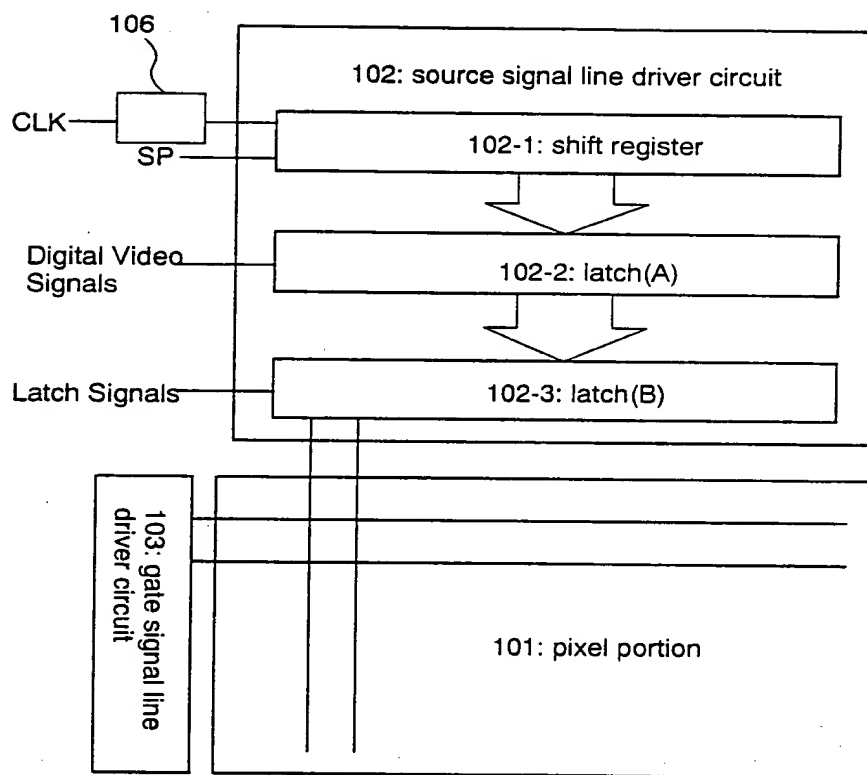 106
102: source signal line driver circuit
CLK
102-1: shift register
SP
Digital Video
Signals
102-2: latch(A)
Latch Signals
102-3: latch(B)
103: gate signal line
driver circuit
101: pixel portion